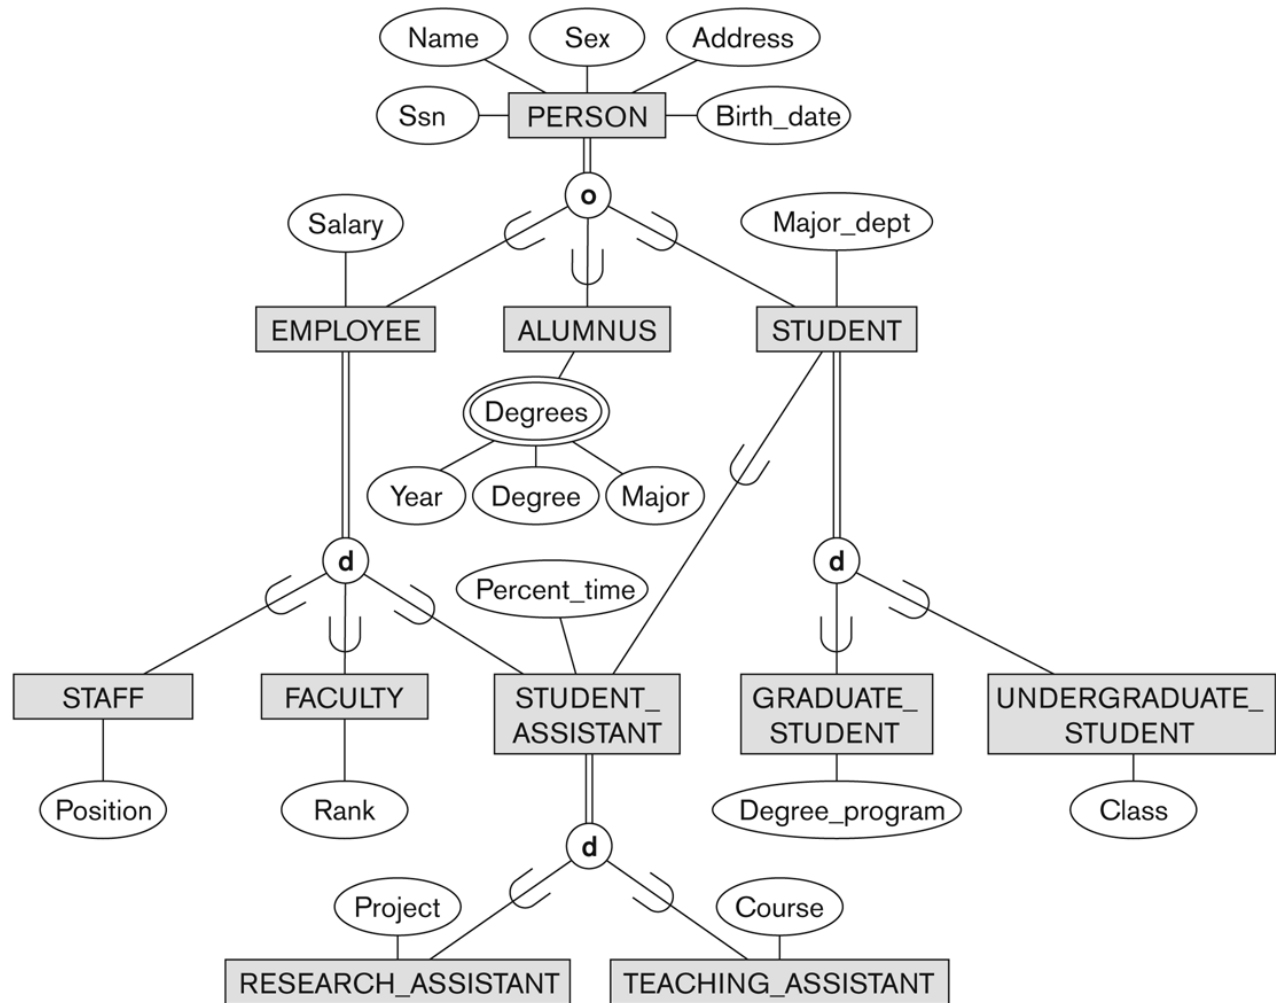 Name
Sex
Address
Ssn
PERSON
Birth_date
o
Salary
Major_dept
EMPLOYEE
ALUMNUS
STUDENT
Degrees
Year
Degree
Major
d
d
Percent_time
STAFF
FACULTY
STUDENT_
ASSISTANT
GRADUATE_
STUDENT
UNDERGRADUATE_
STUDENT
Position
Rank
Degree_program
Class
d
Project
Course
RESEARCH_ASSISTANT
TEACHING_ASSISTANT